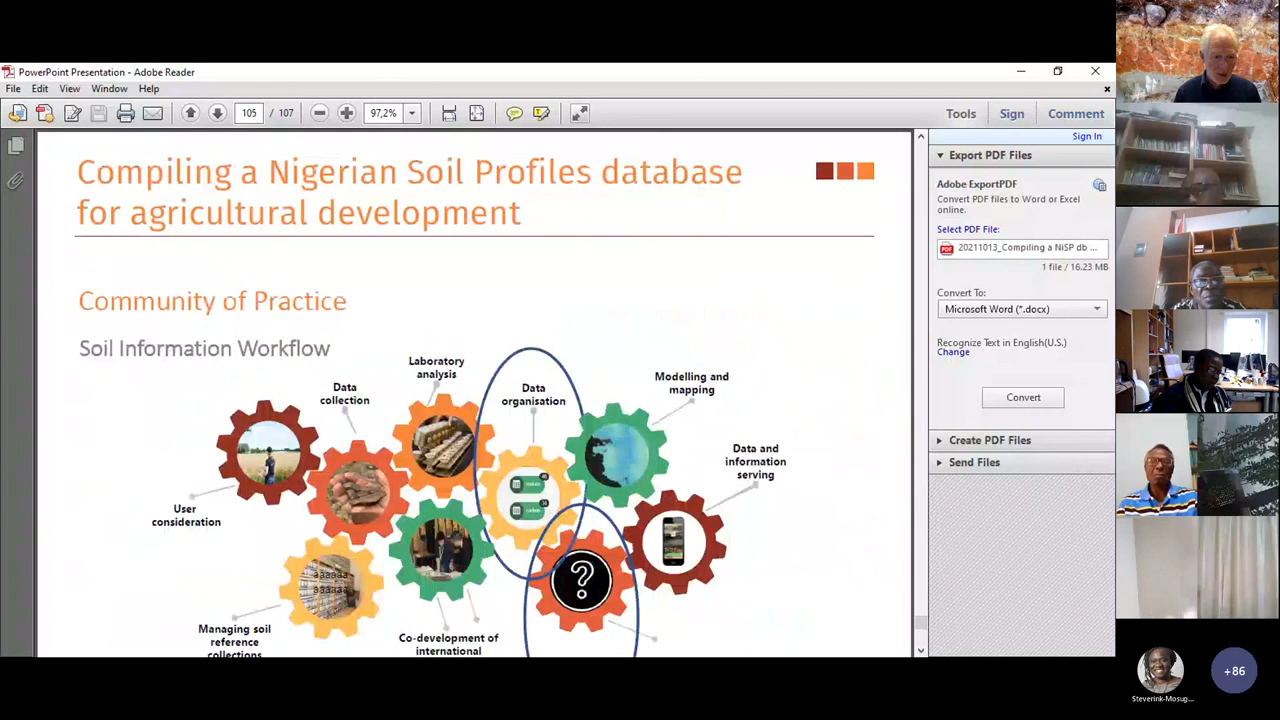 PowerPoint Presentation - Adobe Reader
File Edit View Window Help
105 / 107
97,2%
Tools Sign Comment
Sign In
Compiling a Nigerian Soil Profiles database
for agricultural development
Community of Practice
Soil Information Workflow
Laboratory
analysis
Data
collection
Data
organisation
Modelling and
mapping
Data and
information
serving
User
consideration
?
aaaaaa
aaaaaa
Managing soil
reference
collections
Co-development of
international
Export PDF Files
Adobe ExportPDF
Convert PDF files to Word or Excel
online.
Select PDF File:
20211013_Compiling a NiSP db ...
1 file / 16.23 MB
Convert To:
Microsoft Word (*.docx)
Recognize Text in English(U.S.)
Change
Convert
Create PDF Files
Send Files
Steverink-Mosug...
+86